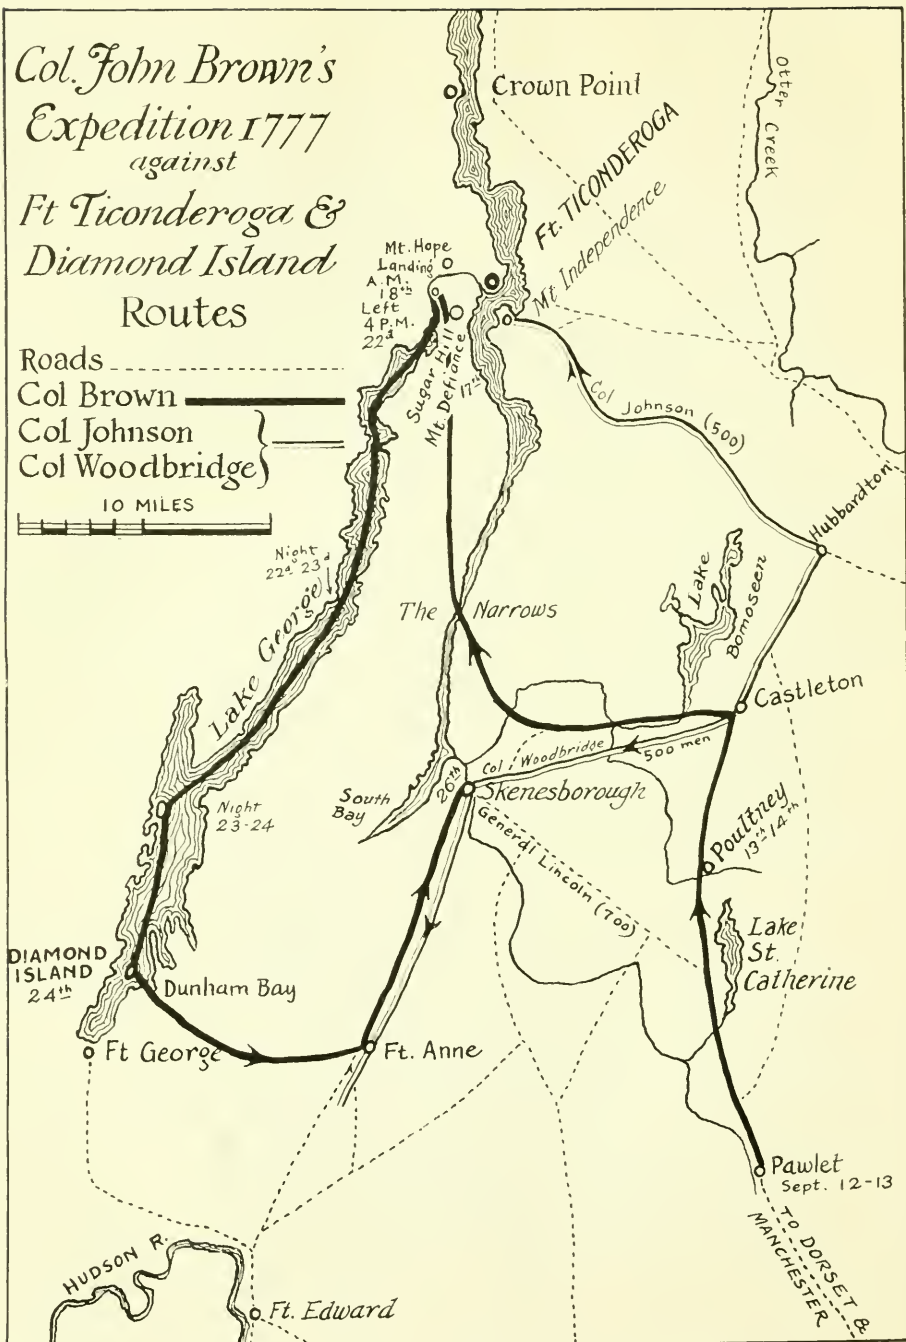 Col. John Brown's
Expedition 1777
against
Ft Ticonderoga &
Diamond Island
Routes
Roads
Col Brown
Col Johnson
Col Woodbridge
10 MILES
Crown Point
Otter Creek
Ft. TICONDEROGA
Mt Independence
Mt. Hope
Landing
A.M.
18th
Left
4 P.M.
22d
Sugar Hill
Mt. Defiance
17th
Col Johnson (500)
Hubbardton
Night
22d 23d
Lake George
The Narrows
Lake
Bomoseen
Castleton
Col. Woodbridge
500 men
26th
Skenesborough
South
Bay
General Lincoln (700)
Poultney
13th-14th
Night
23-24
Lake
St.
Catherine
DIAMOND
ISLAND
24th
Dunham Bay
Ft George
Ft. Anne
Pawlet
Sept. 12-13
TO DORSET &
MANCHESTER
HUDSON R.
Ft. Edward